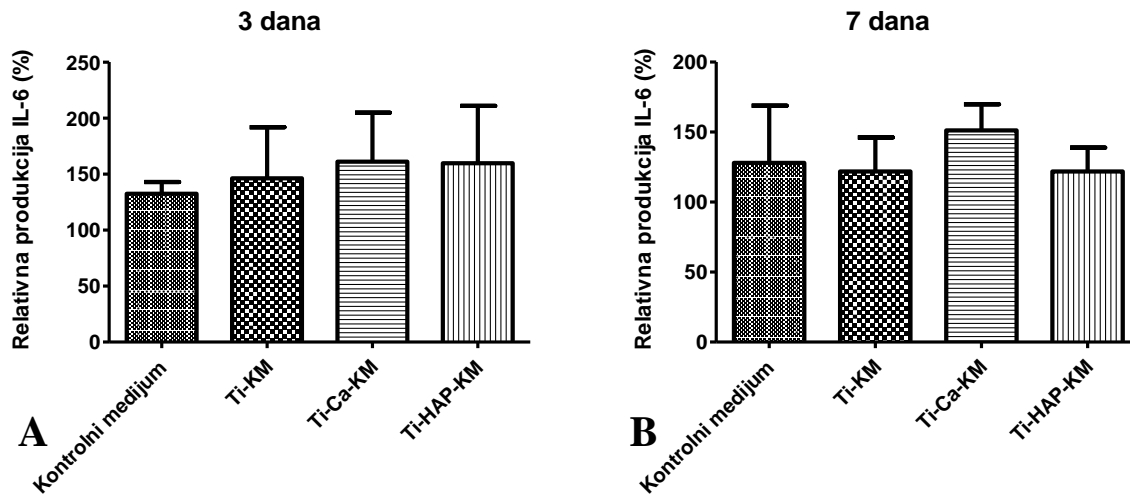 3 dana
Relativna produkcija IL-6 (%)
250
200
150
100
50
0
Kontrolni medijum
Ti-KM
Ti-Ca-KM
Ti-HAP-KM
A
7 dana
Relativna produkcija IL-6 (%)
200
150
100
50
0
Kontrolni medijum
Ti-KM
Ti-Ca-KM
Ti-HAP-KM
B